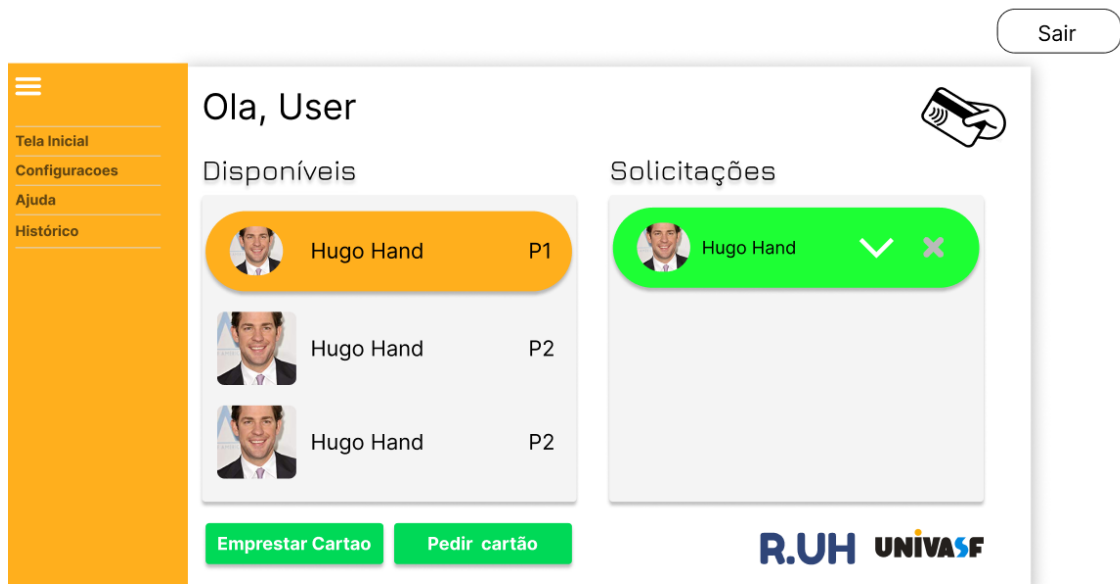 Sair
Tela Inicial
Configuracoes
Ajuda
Histórico
Ola, User
Disponíveis
Hugo Hand P1
Hugo Hand P2
Hugo Hand P2
Solicitações
Hugo Hand
Emprestar Cartao
Pedir cartão
R.UH
UNIVASF